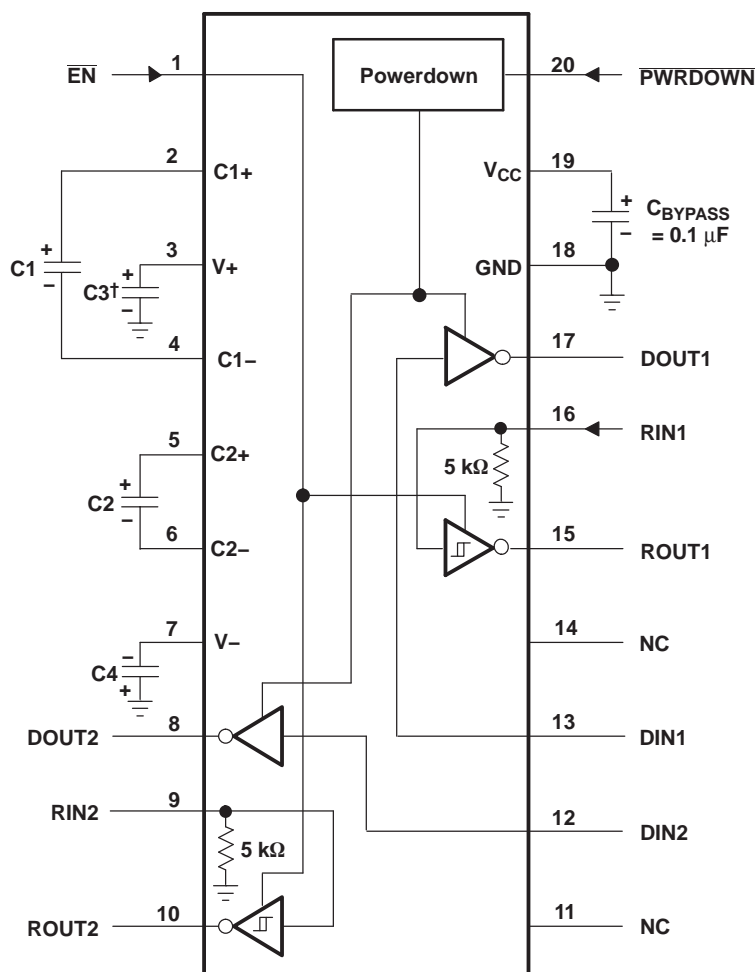 EN 1 Powerdown 20 PWRDOWN
2 C1+ VCC 19
+ CBYPASS
– = 0.1 µF
3 V+ GND 18
C1 + –
C3† + –
4 C1– 17 DOUT1
16 RIN1
5 C2+ 5 kΩ
C2 + –
6 C2– 15 ROUT1
7 V– 14 NC
C4 – +
DOUT2 8 13 DIN1
RIN2 9 12 DIN2
5 kΩ
ROUT2 10 11 NC